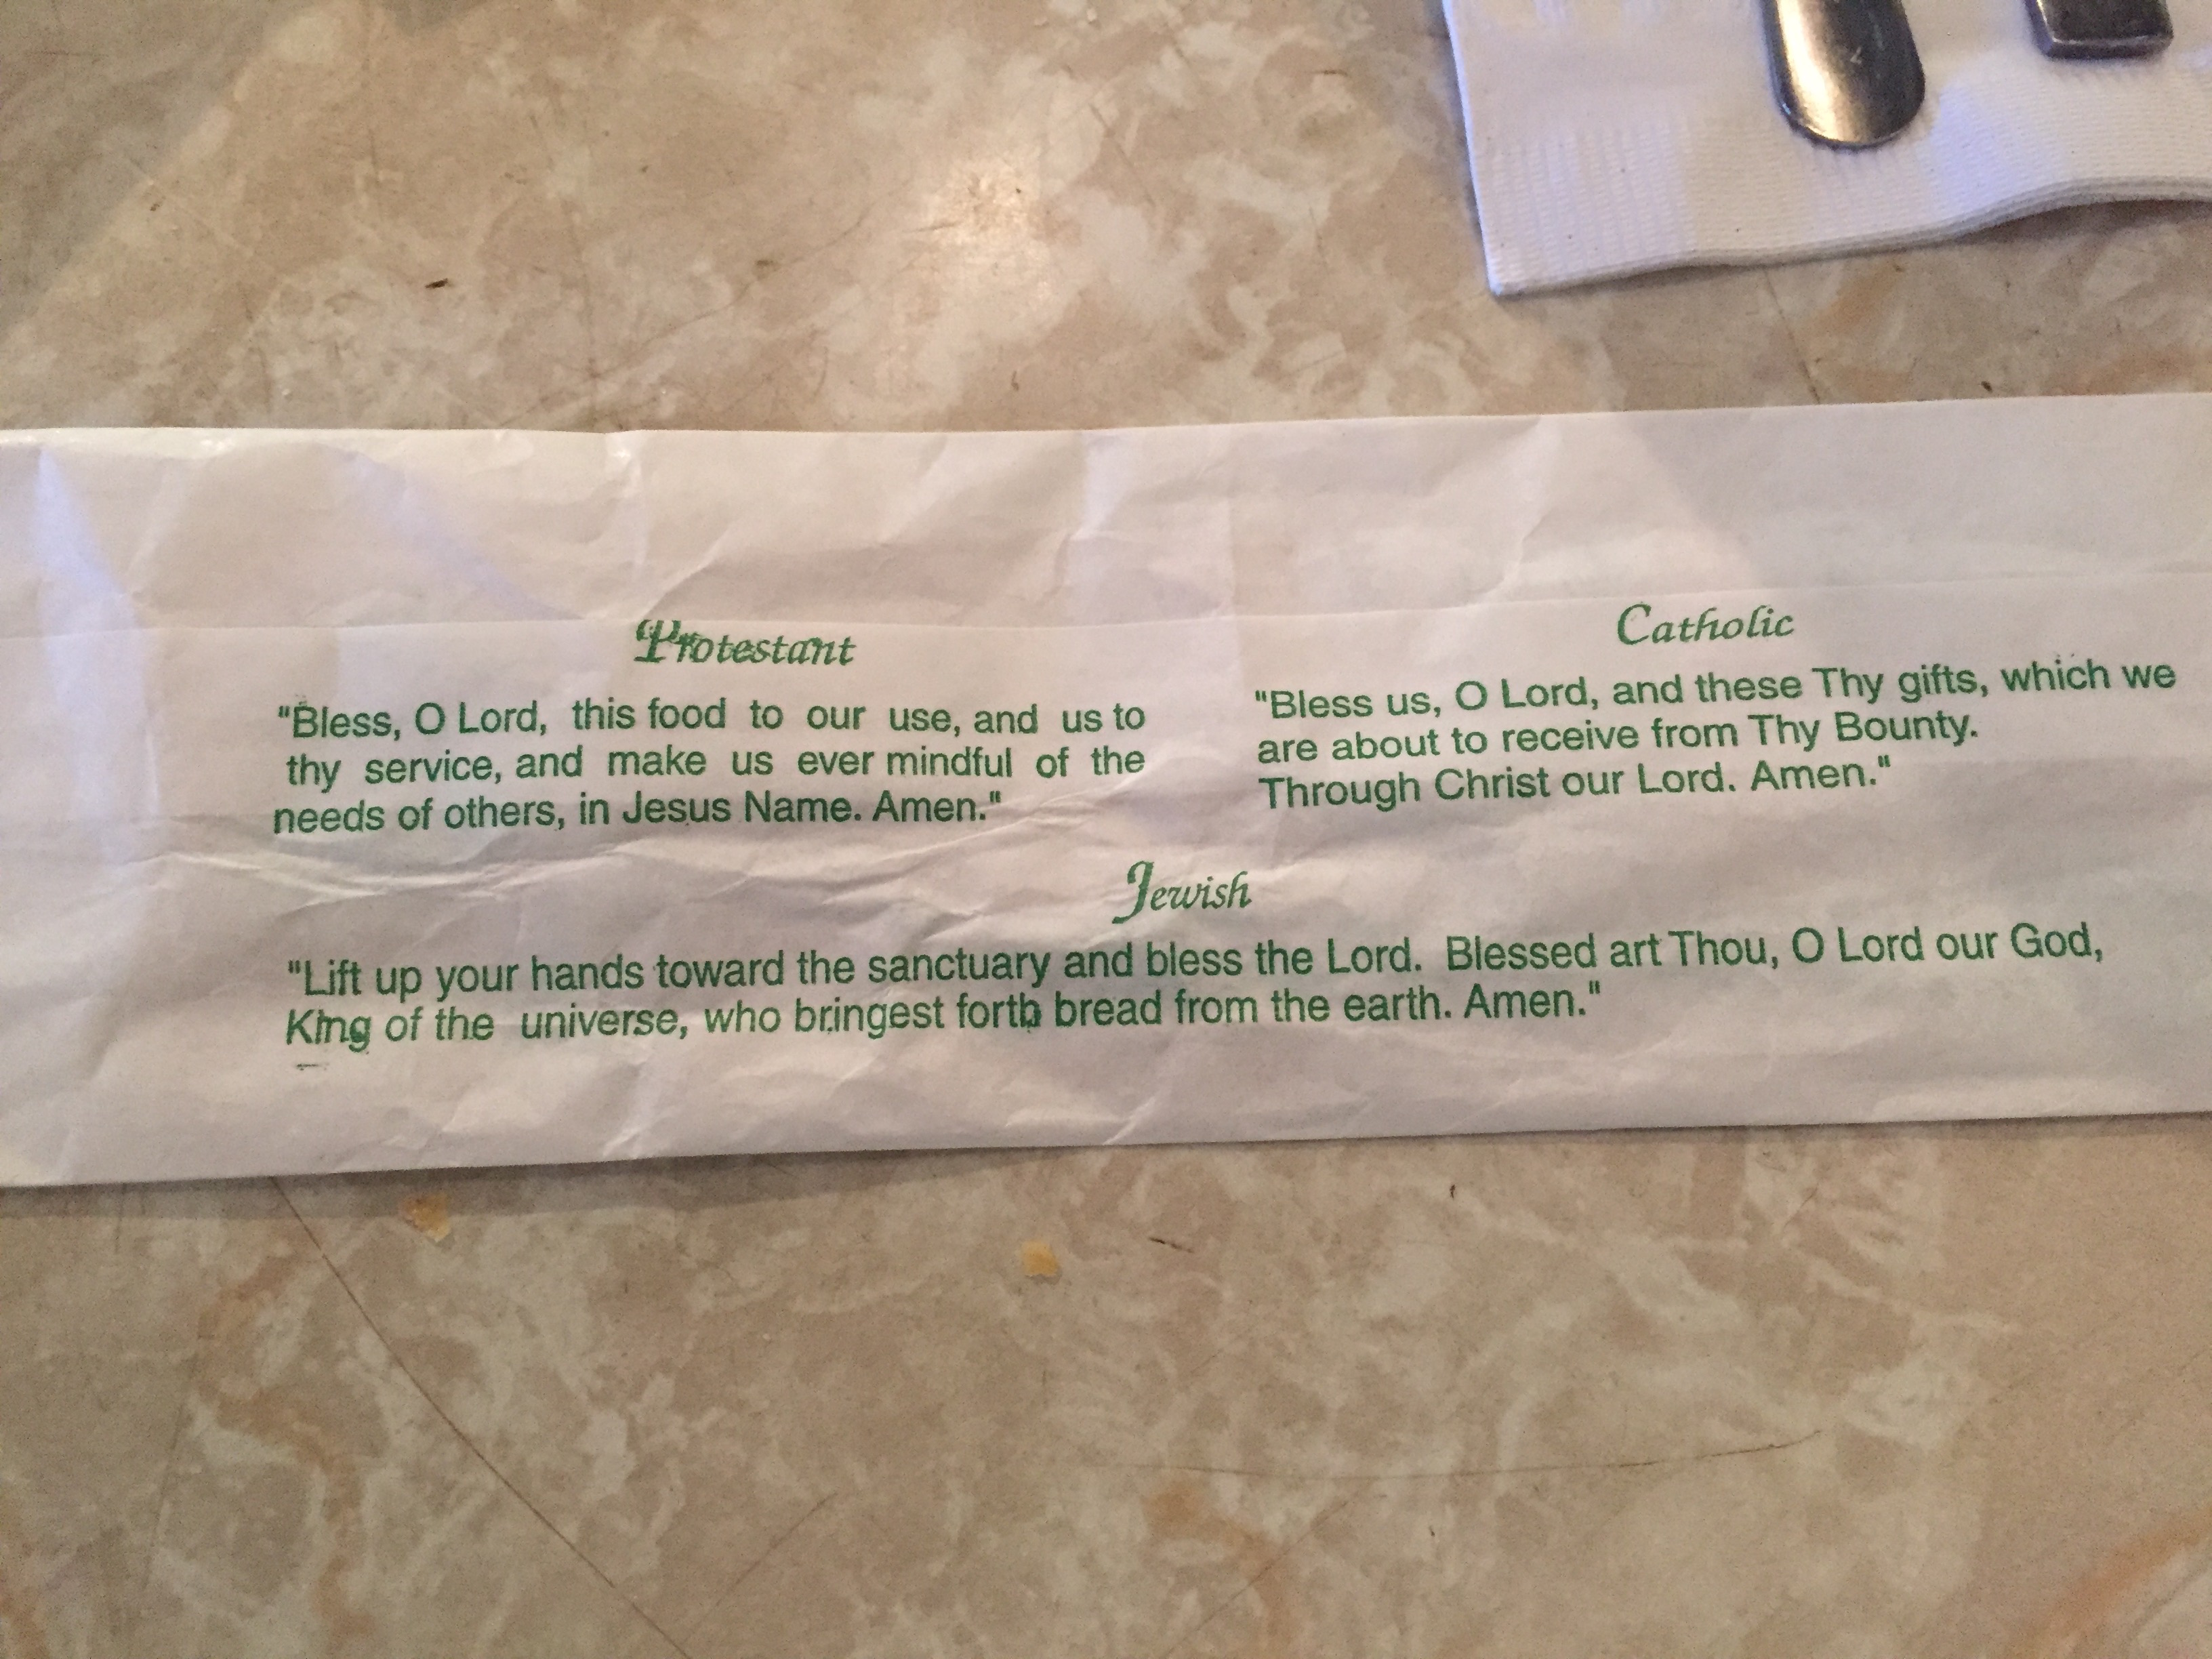 Protestant
"Bless, O Lord, this food to our use, and us to
thy service, and make us ever mindful of the
needs of others, in Jesus Name. Amen."
Catholic
"Bless us, O Lord, and these Thy gifts, which we
are about to receive from Thy Bounty.
Through Christ our Lord. Amen."
Jewish
"Lift up your hands toward the sanctuary and bless the Lord. Blessed art Thou, O Lord our God,
King of the universe, who bringest forth bread from the earth. Amen."